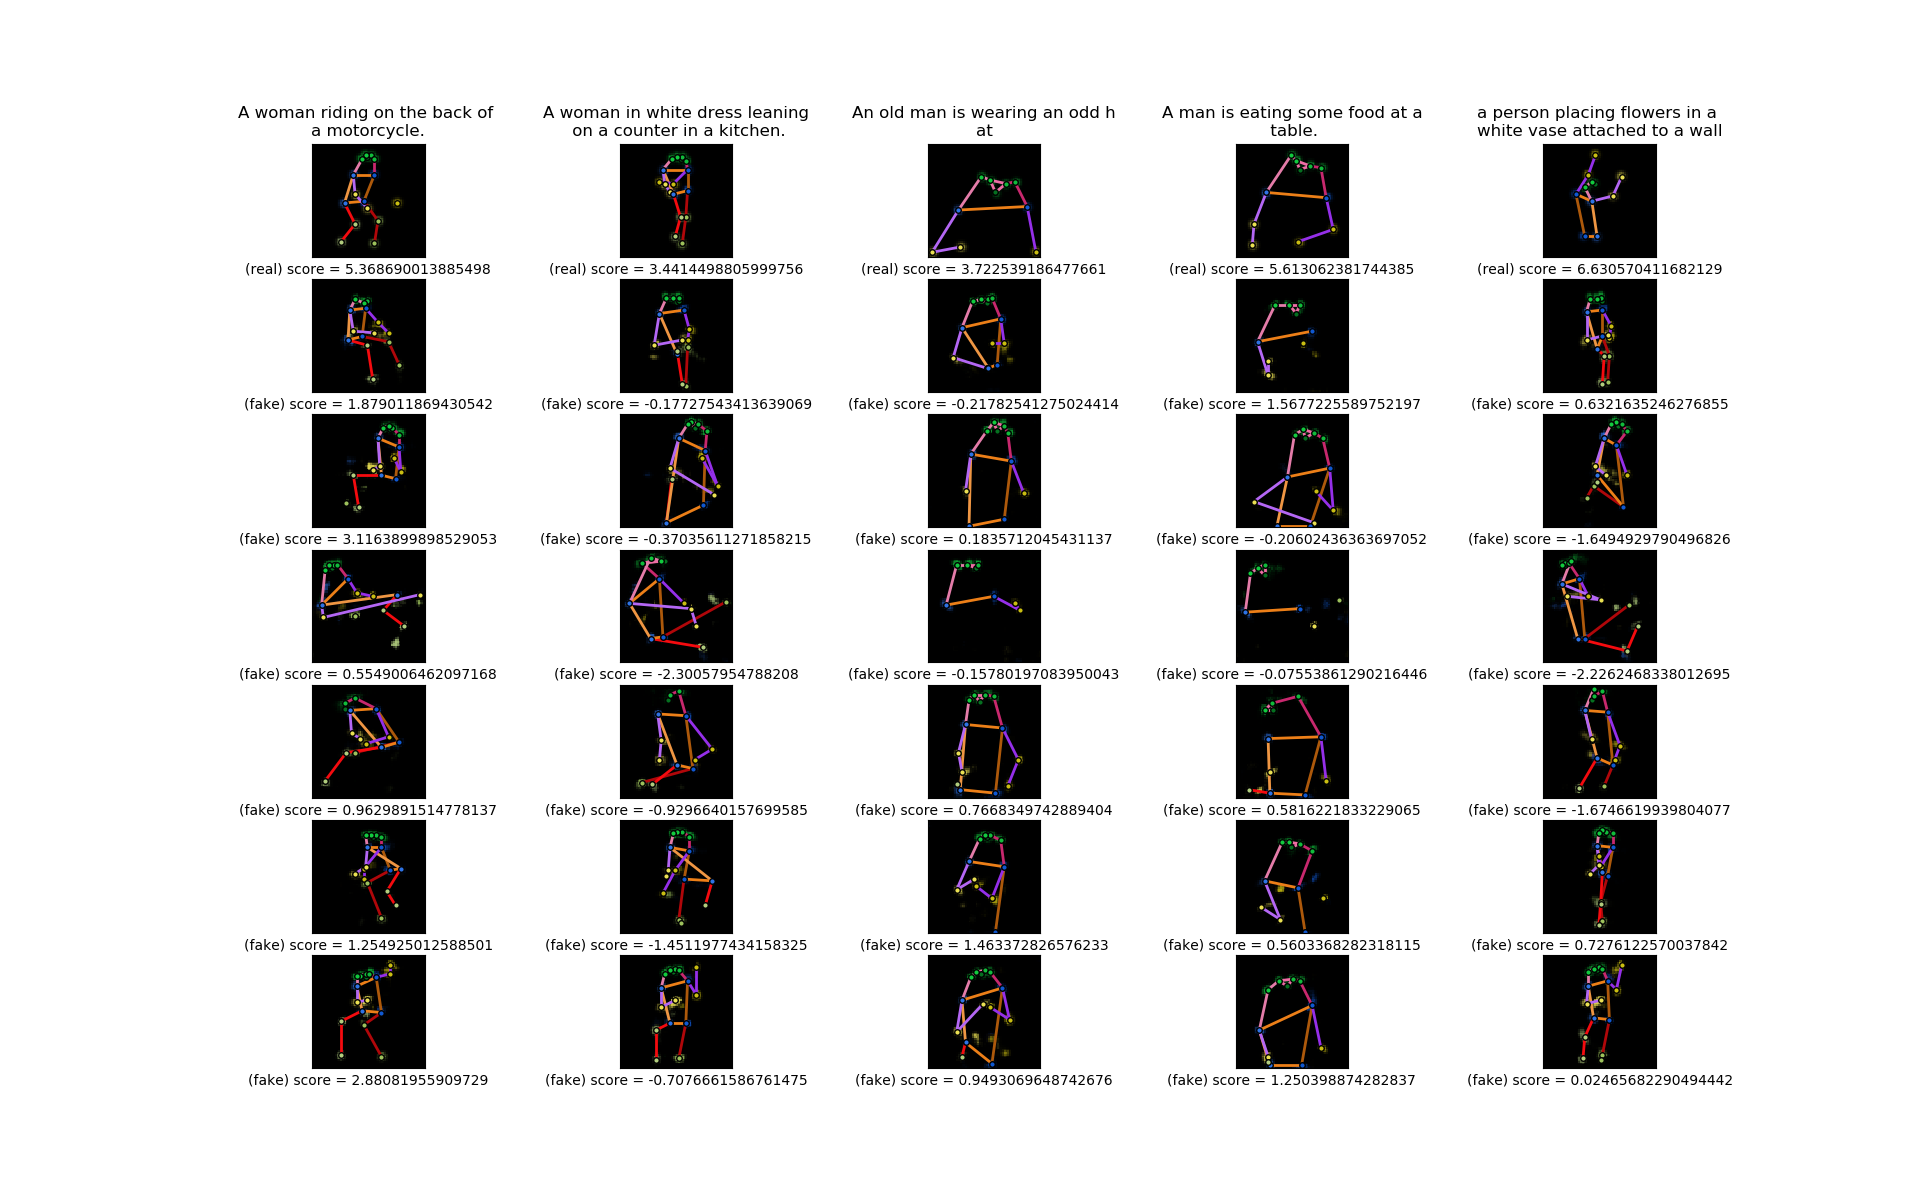 A woman riding on the back of
a motorcycle.
A woman in white dress leaning
on a counter in a kitchen.
An old man is wearing an odd h
at
A man is eating some food at a
table.
a person placing flowers in a
white vase attached to a wall
(real) score = 5.368690013885498
(real) score = 3.4414498805999756
(real) score = 3.722539186477661
(real) score = 5.613062381744385
(real) score = 6.630570411682129
(fake) score = 1.879011869430542
(fake) score = -0.17727543413639069
(fake) score = -0.21782541275024414
(fake) score = 1.5677225589752197
(fake) score = 0.6321635246276855
(fake) score = 3.1163899898529053
(fake) score = -0.37035611271858215
(fake) score = 0.1835712045431137
(fake) score = -0.20602436363697052
(fake) score = -1.6494929790496826
(fake) score = 0.5549006462097168
(fake) score = -2.30057954788208
(fake) score = -0.15780197083950043
(fake) score = -0.07553861290216446
(fake) score = -2.2262468338012695
(fake) score = 0.9629891514778137
(fake) score = -0.9296640157699585
(fake) score = 0.7668349742889404
(fake) score = 0.5816221833229065
(fake) score = -1.6746619939804077
(fake) score = 1.254925012588501
(fake) score = -1.4511977434158325
(fake) score = 1.463372826576233
(fake) score = 0.5603368282318115
(fake) score = 0.7276122570037842
(fake) score = 2.88081955909729
(fake) score = -0.7076661586761475
(fake) score = 0.9493069648742676
(fake) score = 1.250398874282837
(fake) score = 0.02465682290494442